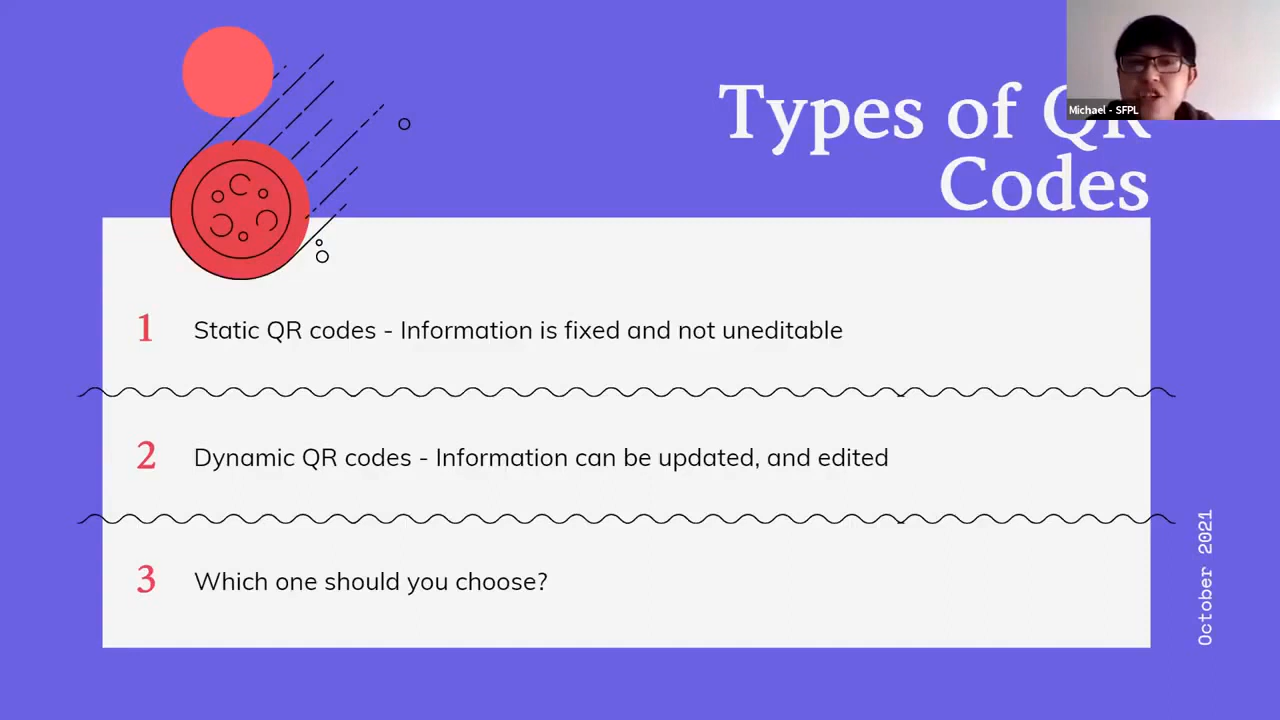 Types of QR
Codes
Michael - SFPL
1 Static QR codes - Information is fixed and not uneditable
2 Dynamic QR codes - Information can be updated, and edited
3 Which one should you choose?
October 2021